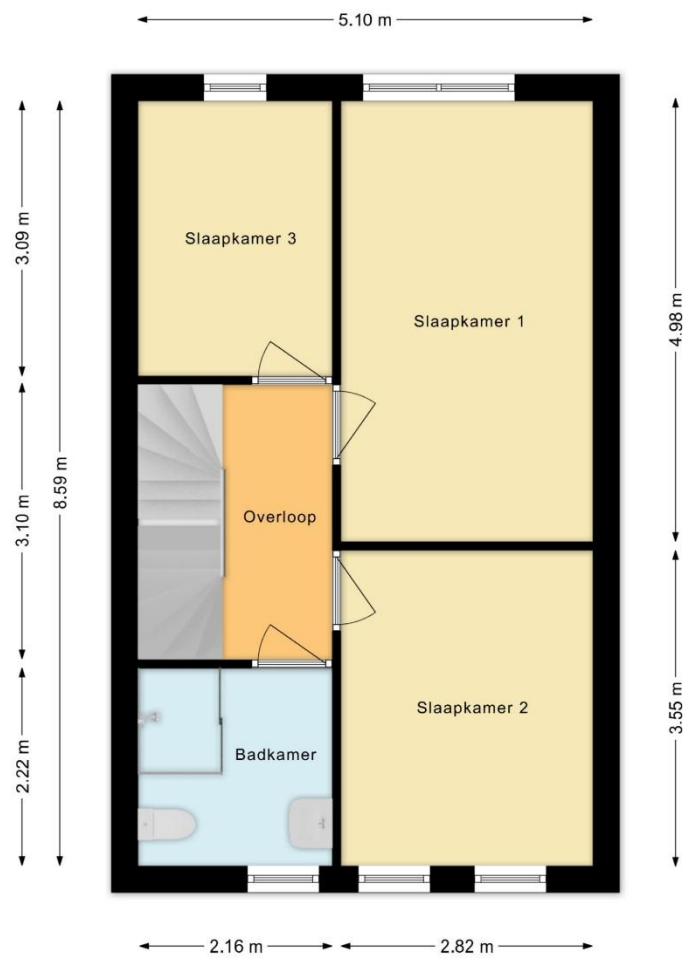 5.10 m
Slaapkamer 3
3.09 m
Slaapkamer 1
4.98 m
8.59 m
3.10 m
Overloop
Slaapkamer 2
3.55 m
Badkamer
2.22 m
2.16 m
2.82 m